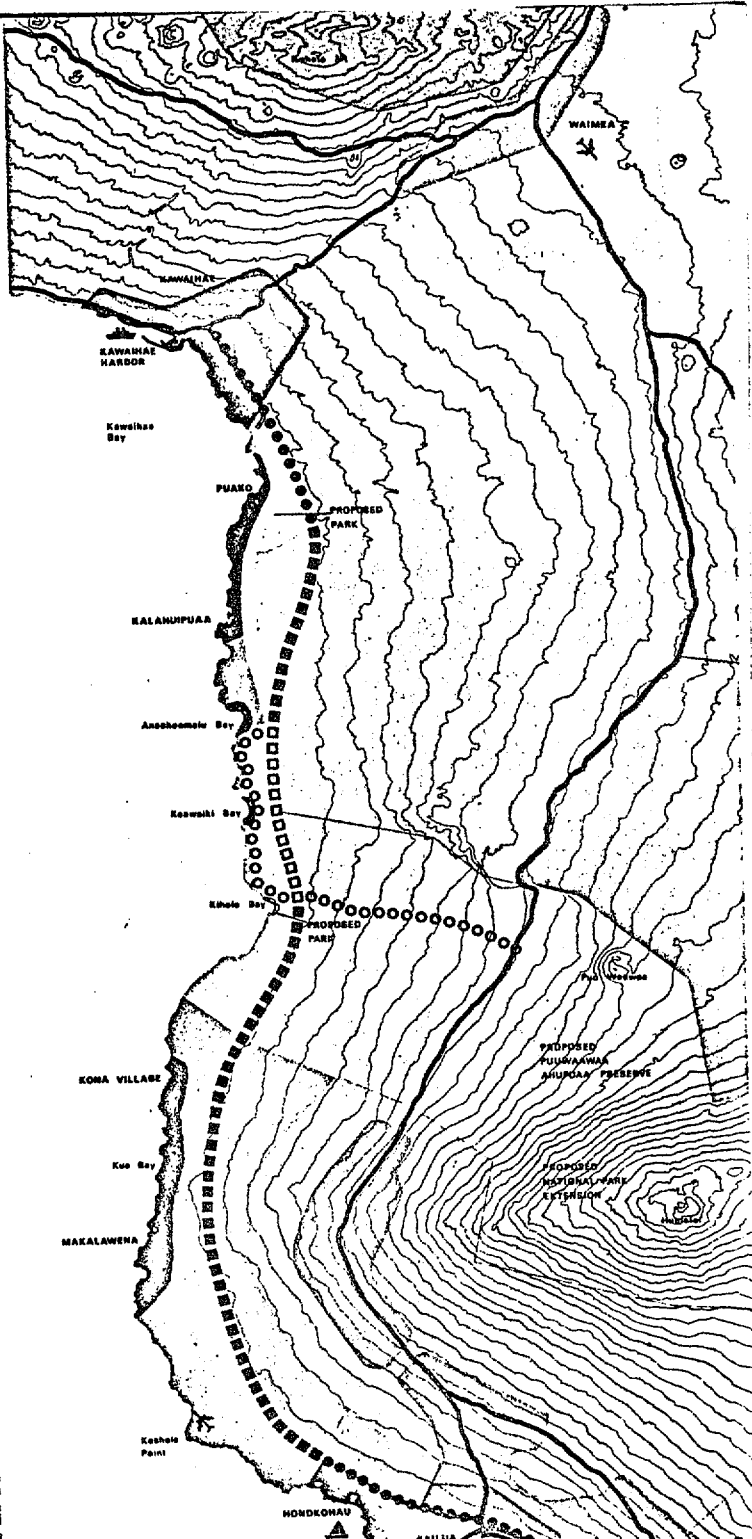 WAIMEA
KAWAIHAE
KAWAIHAE
HARBOR
Kawaihae
Bay
PUAKO
PROPOSED
PARK
KALAHUIPUAA
Anaehoomalu Bay
Keawaiki Bay
Kiholo Bay
PROPOSED
PARK
Puu Waawaa
PROPOSED
PUUWAAWAA
AHUPUAA PRESERVE
KONA VILLAGE
Kua Bay
PROPOSED
NATIONAL PARK
EXTENSION
Hualalai
MAKALAWENA
Keahole
Point
HONOKOHAU
KAILUA